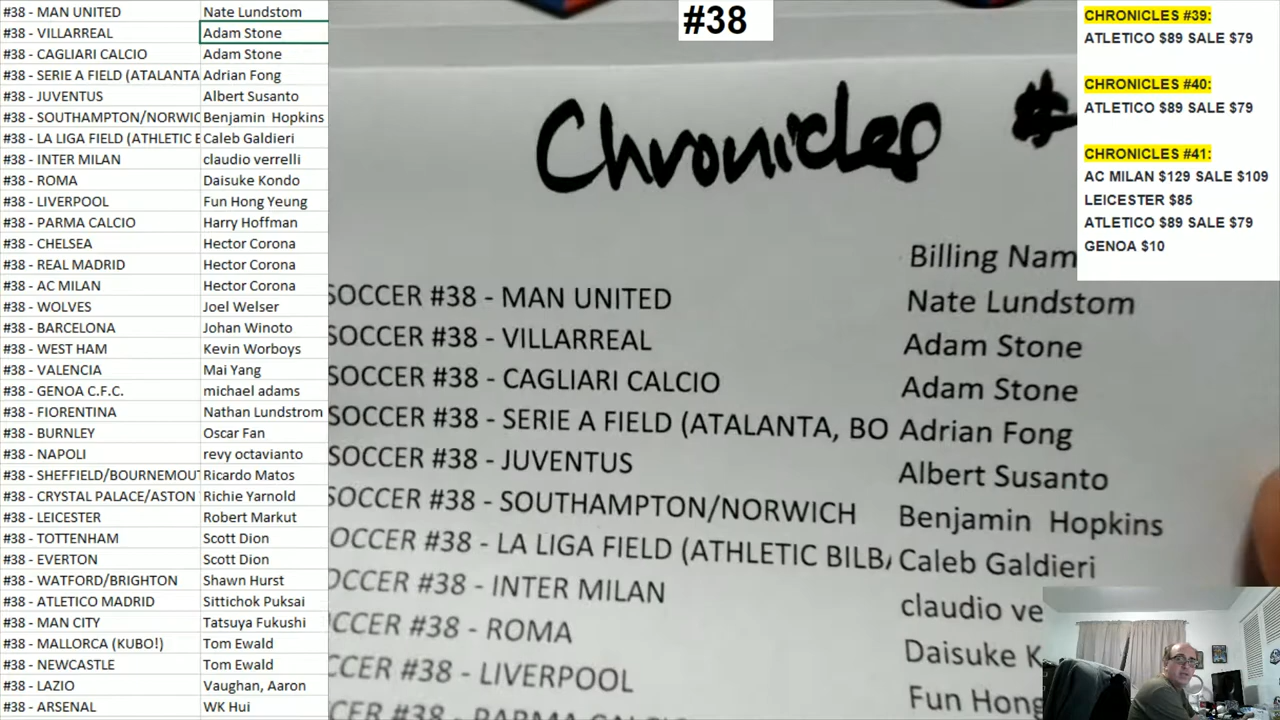 #38 - MAN UNITED Nate Lundstom
#38 - VILLARREAL Adam Stone
#38 - CAGLIARI CALCIO Adam Stone
#38 - SERIE A FIELD (ATALANTA Adrian Fong
#38 - JUVENTUS Albert Susanto
#38 - SOUTHAMPTON/NORWIC Benjamin Hopkins
#38 - LA LIGA FIELD (ATHLETIC Caleb Galdieri
#38 - INTER MILAN claudio verrelli
#38 - ROMA Daisuke Kondo
#38 - LIVERPOOL Fun Hong Yeung
#38 - PARMA CALCIO Harry Hoffman
#38 - CHELSEA Hector Corona
#38 - REAL MADRID Hector Corona
#38 - AC MILAN Hector Corona
#38 - WOLVES Joel Welser
#38 - BARCELONA Johan Winoto
#38 - WEST HAM Kevin Worboys
#38 - VALENCIA Mai Yang
#38 - GENOA C.F.C. michael adams
#38 - FIORENTINA Nathan Lundstrom
#38 - BURNLEY Oscar Fan
#38 - NAPOLI revy octavianto
#38 - SHEFFIELD/BOURNEMOU Ricardo Matos
#38 - CRYSTAL PALACE/ASTON Richie Yarnold
#38 - LEICESTER Robert Markut
#38 - TOTTENHAM Scott Dion
#38 - EVERTON Scott Dion
#38 - WATFORD/BRIGHTON Shawn Hurst
#38 - ATLETICO MADRID Sittichok Puksai
#38 - MAN CITY Tatsuya Fukushi
#38 - MALLORCA (KUBO!) Tom Ewald
#38 - NEWCASTLE Tom Ewald
#38 - LAZIO Vaughan, Aaron
#38 - ARSENAL WK Hui
#38
Chronicles #
Billing Nam
SOCCER #38 - MAN UNITED Nate Lundstom
SOCCER #38 - VILLARREAL Adam Stone
SOCCER #38 - CAGLIARI CALCIO Adam Stone
SOCCER #38 - SERIE A FIELD (ATALANTA, BO Adrian Fong
SOCCER #38 - JUVENTUS Albert Susanto
SOCCER #38 - SOUTHAMPTON/NORWICH Benjamin Hopkins
OCCER #38 - LA LIGA FIELD (ATHLETIC BILBA Caleb Galdieri
OCCER #38 - INTER MILAN claudio ve
CCER #38 - ROMA Daisuke K
CCER #38 - LIVERPOOL Fun Hong
CCER #38 - PARMA CALCIO
CHRONICLES #39:
ATLETICO $89 SALE $79
CHRONICLES #40:
ATLETICO $89 SALE $79
CHRONICLES #41:
AC MILAN $129 SALE $109
LEICESTER $85
ATLETICO $89 SALE $79
GENOA $10